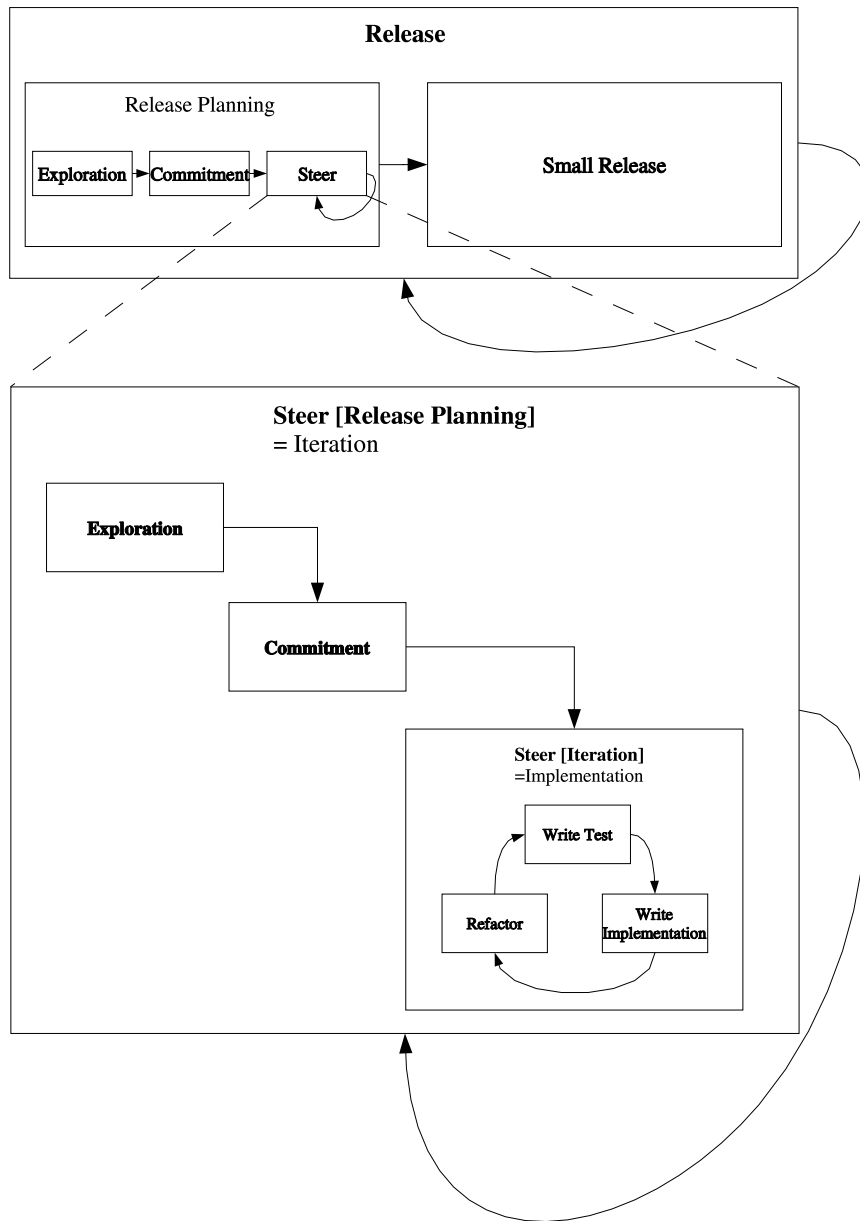 Release
Release Planning
Exploration
Commitment
Steer
Small Release
Steer [Release Planning]
= Iteration
Exploration
Commitment
Steer [Iteration]
=Implementation
Write Test
Refactor
Write
Implementation